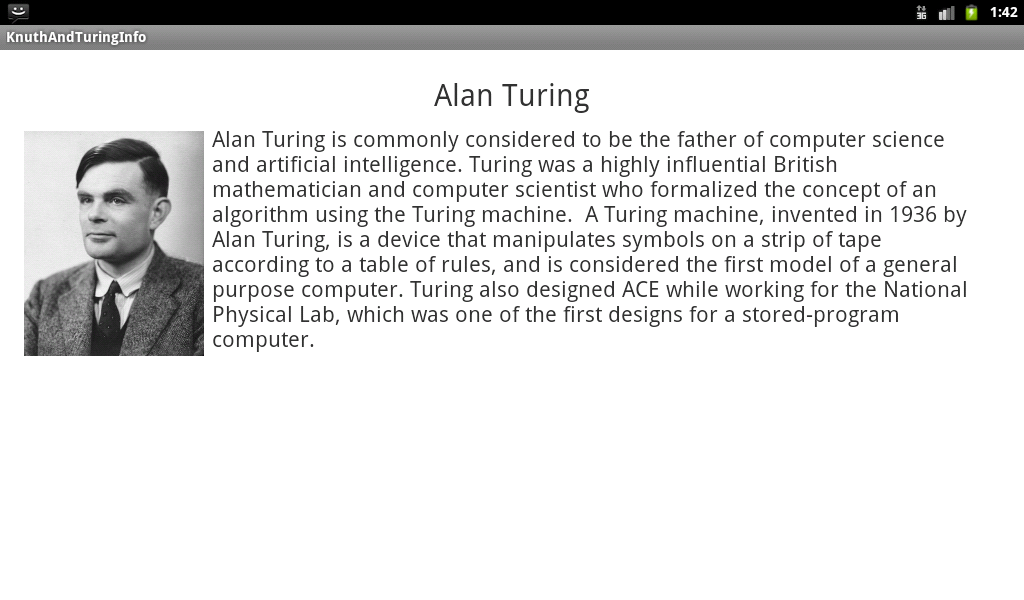 3G 1:42
KnuthAndTuringInfo
Alan Turing
Alan Turing is commonly considered to be the father of computer science
and artificial intelligence. Turing was a highly influential British
mathematician and computer scientist who formalized the concept of an
algorithm using the Turing machine.  A Turing machine, invented in 1936 by
Alan Turing, is a device that manipulates symbols on a strip of tape
according to a table of rules, and is considered the first model of a general
purpose computer. Turing also designed ACE while working for the National
Physical Lab, which was one of the first designs for a stored-program
computer.